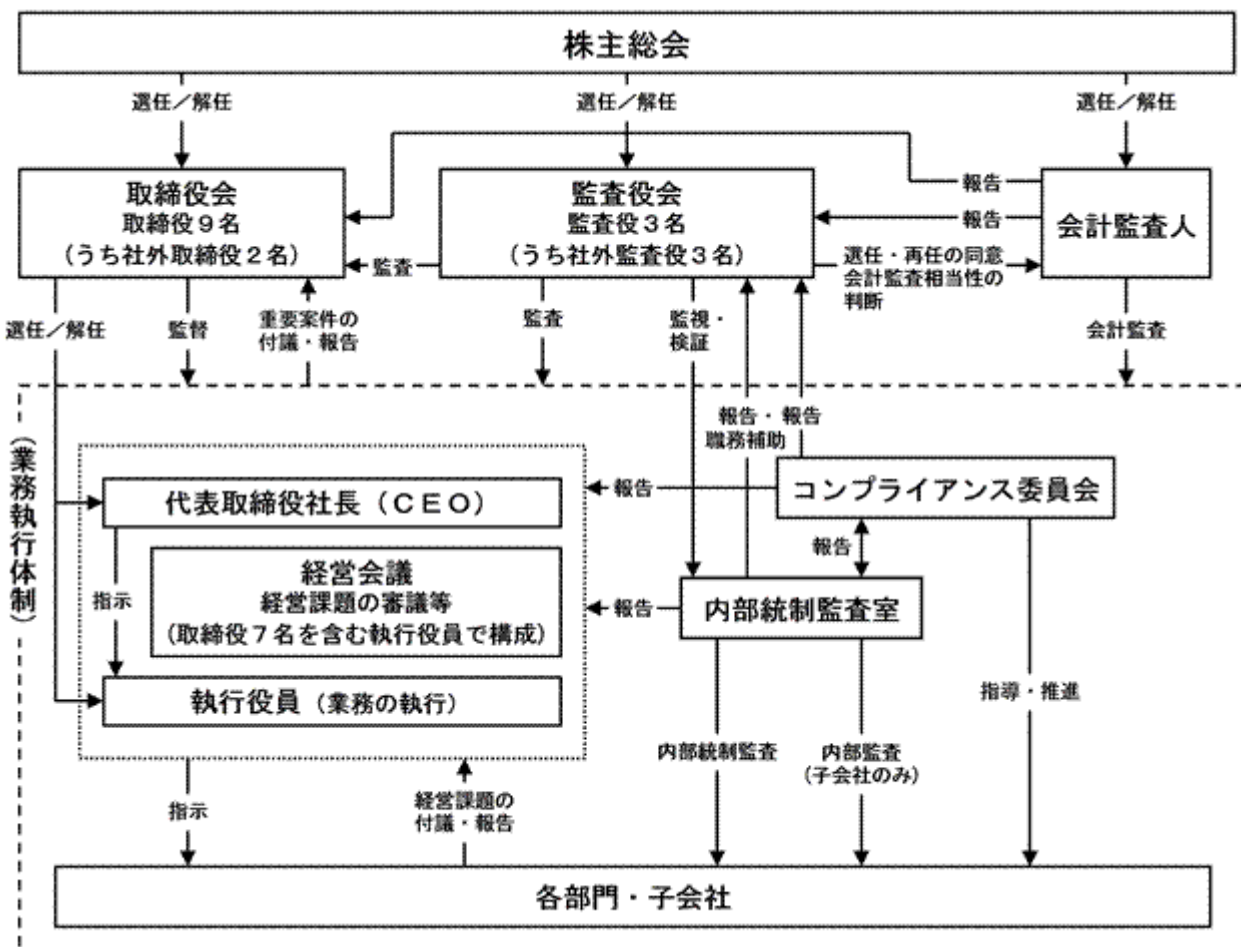 株主総会
選任／解任
選任／解任
選任／解任
取締役会
取締役９名
（うち社外取締役２名）
監査役会
監査役３名
（うち社外監査役３名）
会計監査人
報告
報告
監査
選任・再任の同意
会計監査相当性の
判断
選任／解任
監督
重要案件の
付議・報告
監査
監視・
検証
会計監査
（業務執行体制）
報告・
職務補助
報告
コンプライアンス委員会
報告
代表取締役社長（ＣＥＯ）
報告
指示
経営会議
経営課題の審議等
（取締役７名を含む執行役員で構成）
報告
内部統制監査室
執行役員（業務の執行）
指導・推進
内部統制監査
内部監査
（子会社のみ）
指示
経営課題の
付議・報告
各部門・子会社